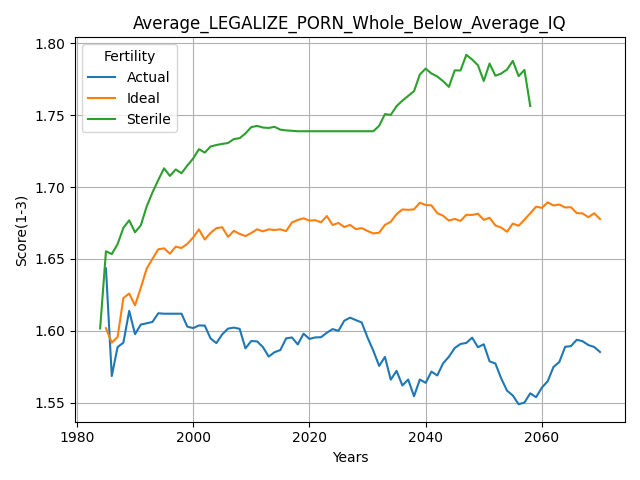 Average_LEGALIZE_PORN_Whole_Below_Average_IQ
Fertility
Actual
Ideal
Sterile
Score(1-3)
1.80
1.75
1.70
1.65
1.60
1.55
1980
2000
2020
2040
2060
Years